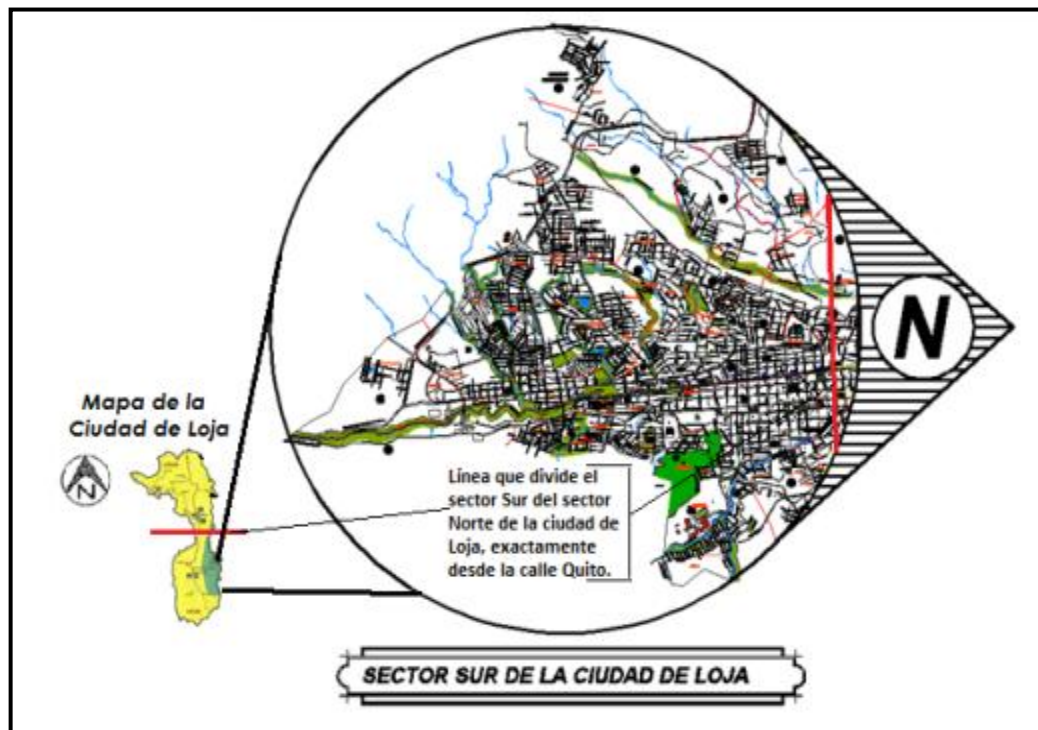 N
Mapa de la
Ciudad de Loja
N
Línea que divide el
sector Sur del sector
Norte de la ciudad de
Loja, exactamente
desde la calle Quito.
SECTOR SUR DE LA CIUDAD DE LOJA